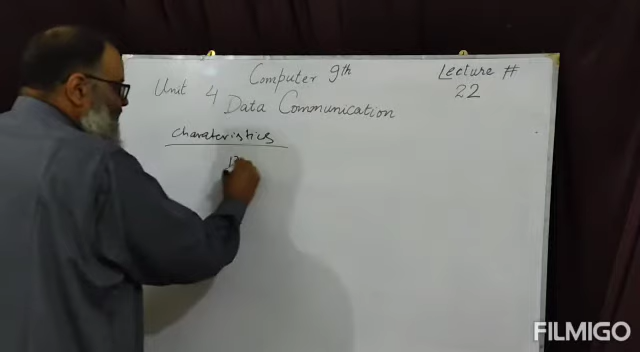 Computer 9th
Lecture #
Unit 4
22
Data Communication
Charateristics
FILMIGO